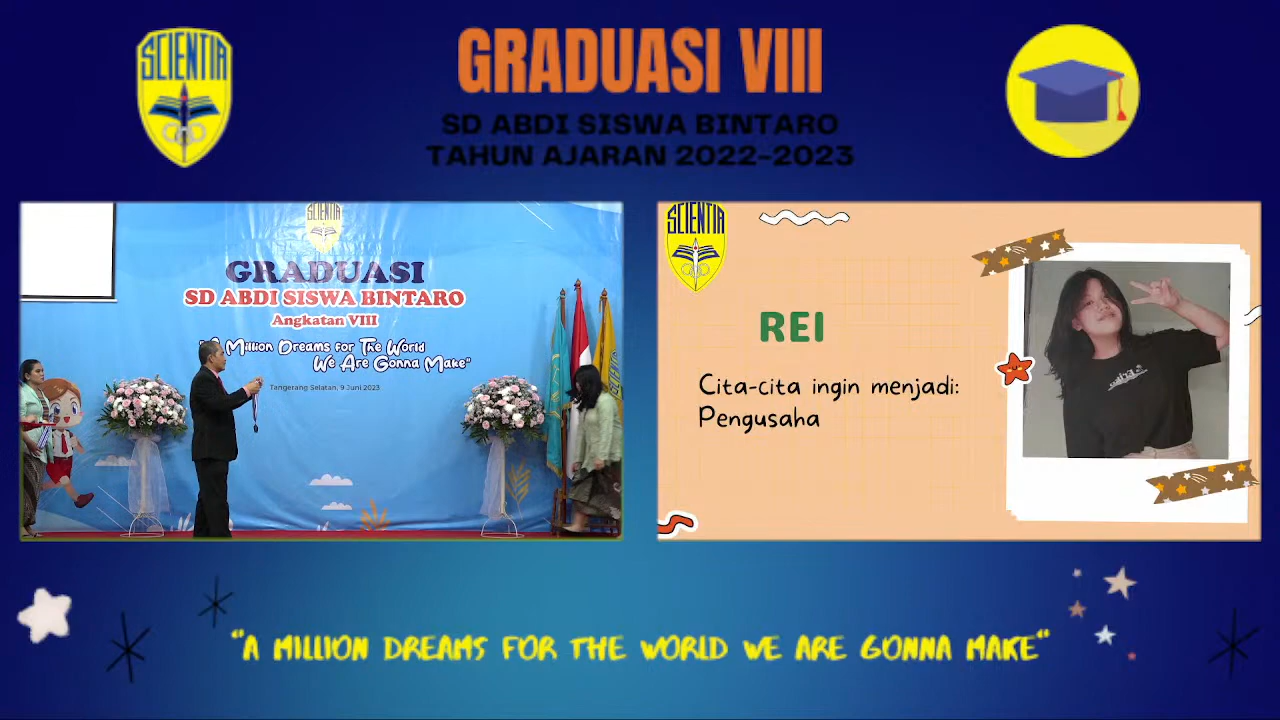 SCIENTIA
GRADUASI VIII
SD ABDI SISWA BINTARO
TAHUN AJARAN 2022-2023
SCIENTIA
GRADUASI
SD ABDI SISWA BINTARO
Angkatan VIII
"A Million Dreams for The World
We Are Gonna Make"
Tangerang Selatan, 9 Juni 2023
SCIENTIA
REI
Cita-cita ingin menjadi:
Pengusaha
"A MILLION DREAMS FOR THE WORLD WE ARE GONNA MAKE"